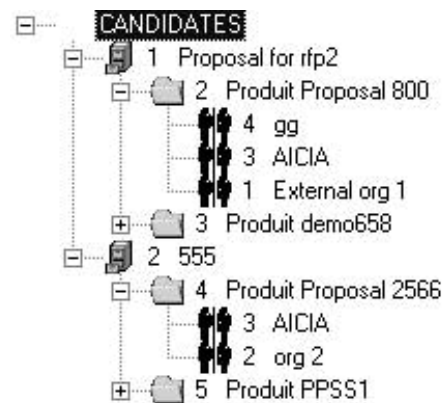 CANDIDATES
1 Proposal for rfp2
2 Produit Proposal 800
4 gg
3 AICIA
1 External org 1
3 Produit demo658
2 555
4 Produit Proposal 2566
3 AICIA
2 org 2
5 Produit PPSS1